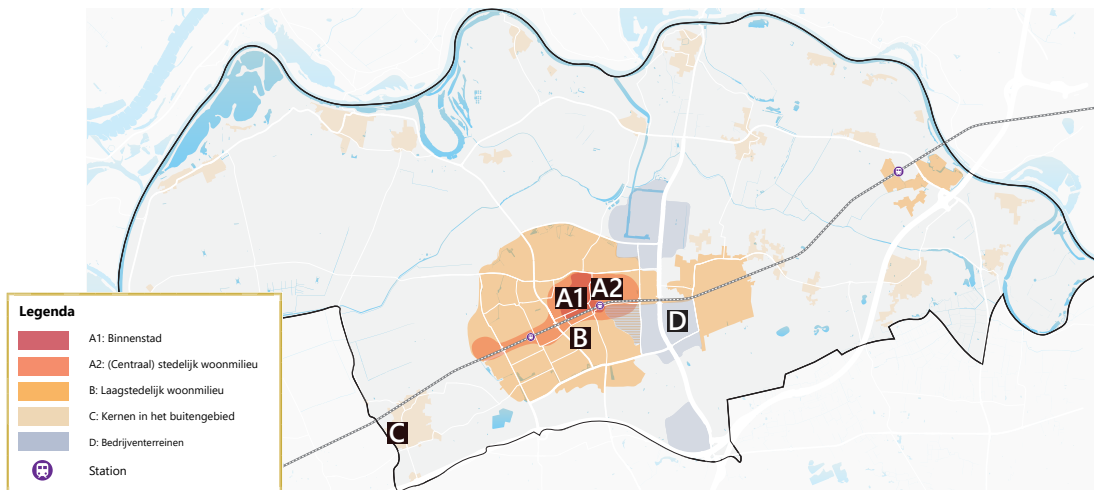 A1
A2
B
D
C
Legenda
A1: Binnenstad
A2: (Centraal) stedelijk woonmilieu
B: Laagstedelijk woonmilieu
C: Kernen in het buitengebied
D: Bedrijventerreinen
Station